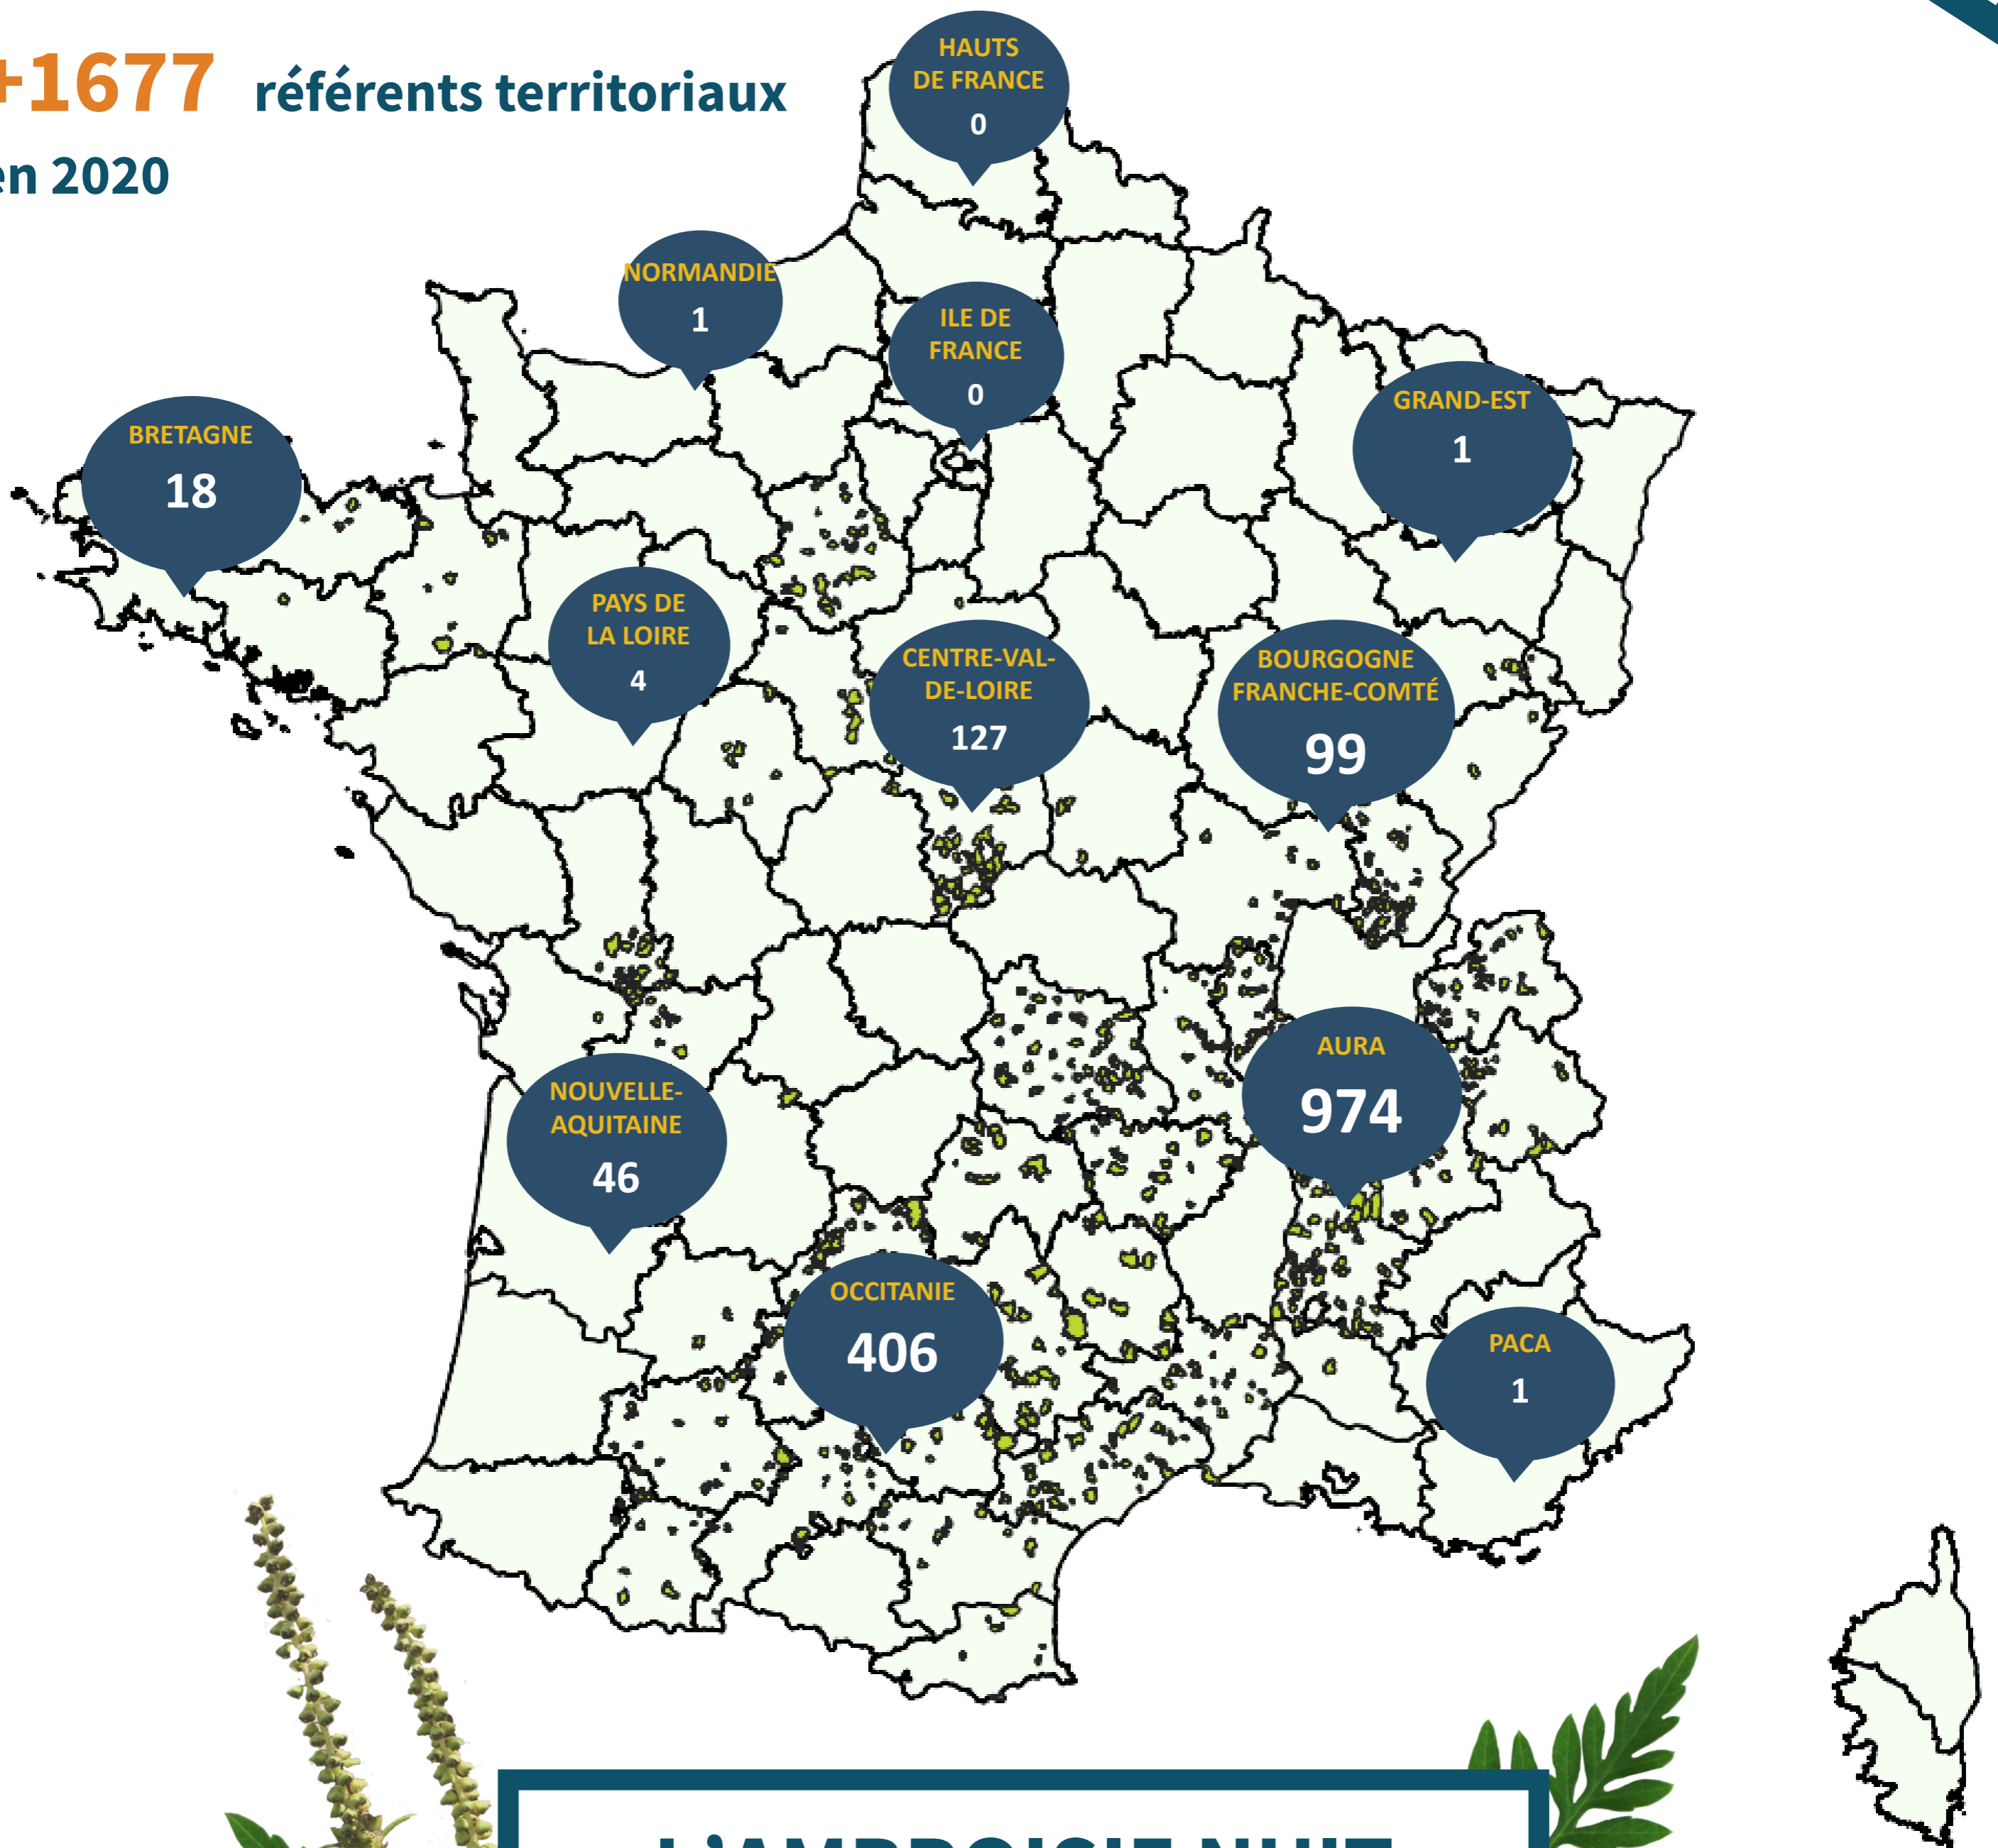 +1677 référents territoriaux
en 2020
HAUTS
DE FRANCE
0
NORMANDIE
1
ILE DE
FRANCE
0
GRAND-EST
1
BRETAGNE
18
PAYS DE
LA LOIRE
4
CENTRE-VAL-
DE-LOIRE
127
BOURGOGNE
FRANCHE-COMTÉ
99
AURA
974
NOUVELLE-
AQUITAINE
46
OCCITANIE
406
PACA
1
L'AMBROISIE NUIT